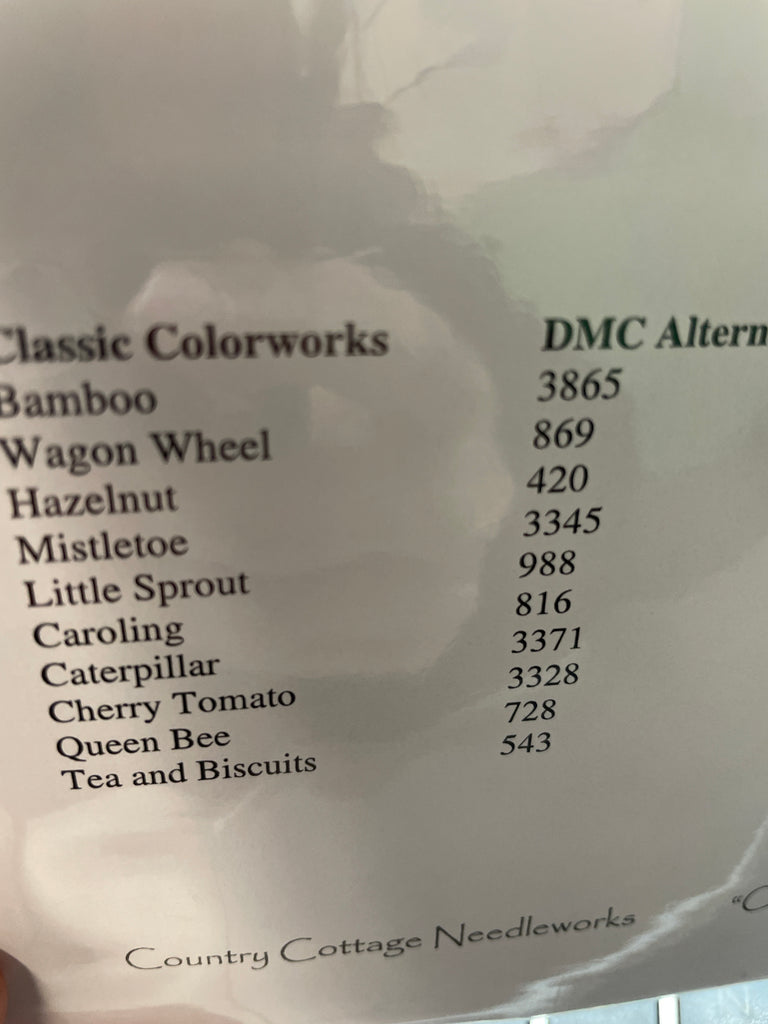 Classic Colorworks DMC Altern
Bamboo 3865
Wagon Wheel 869
Hazelnut 420
Mistletoe 3345
Little Sprout 988
Caroling 816
Caterpillar 3371
Cherry Tomato 3328
Queen Bee 728
Tea and Biscuits 543
Country Cottage Needleworks "C